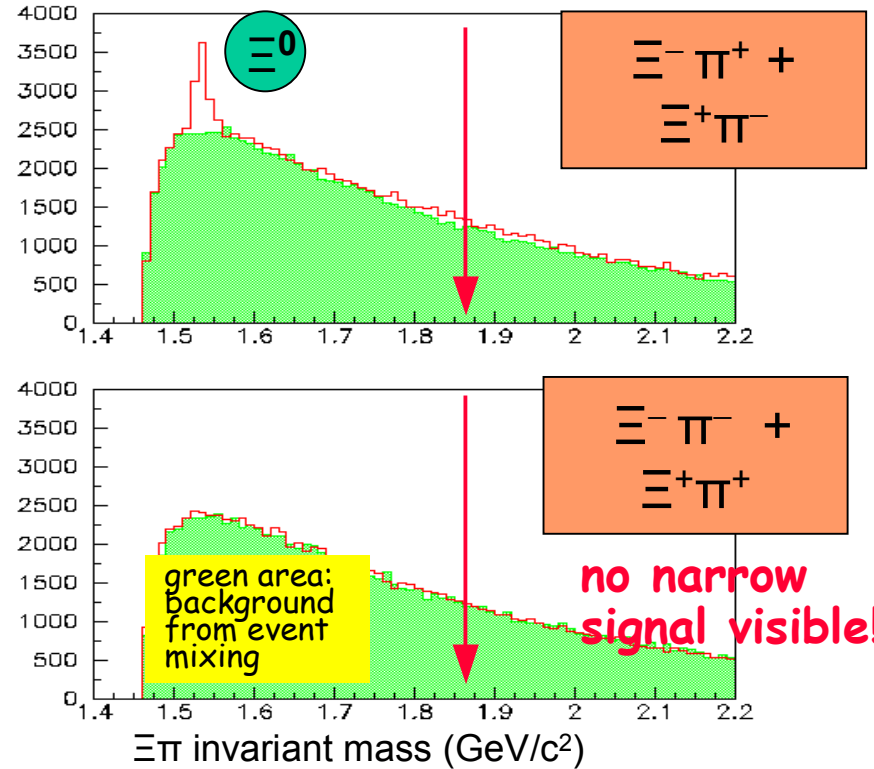 4000
3500
3000
2500
2000
1500
1000
500
0
1.4 1.5 1.6 1.7 1.8 1.9 2 2.1 2.2
Ξ⁰
Ξ⁻ π⁺ +
Ξ⁺π⁻
4000
3500
3000
2500
2000
1500
1000
500
0
1.4 1.5 1.6 1.7 1.8 1.9 2 2.1 2.2
Ξ⁻ π⁻ +
Ξ⁺π⁺
green area:
background
from event
mixing
no narrow
signal visible!
Ξπ invariant mass (GeV/c²)